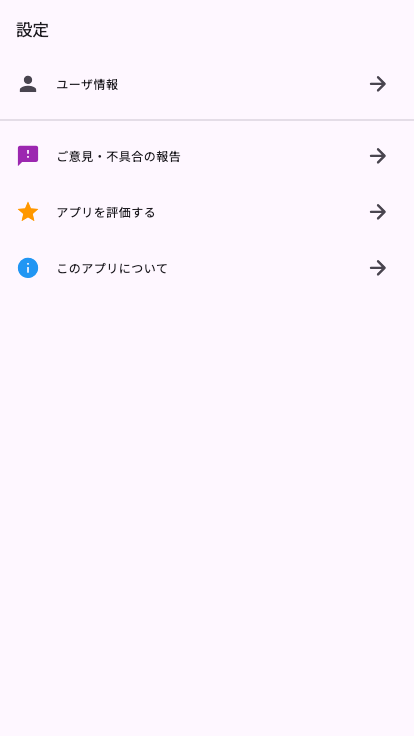 設定
ユーザ情報
ご意見・不具合の報告
アプリを評価する
このアプリについて